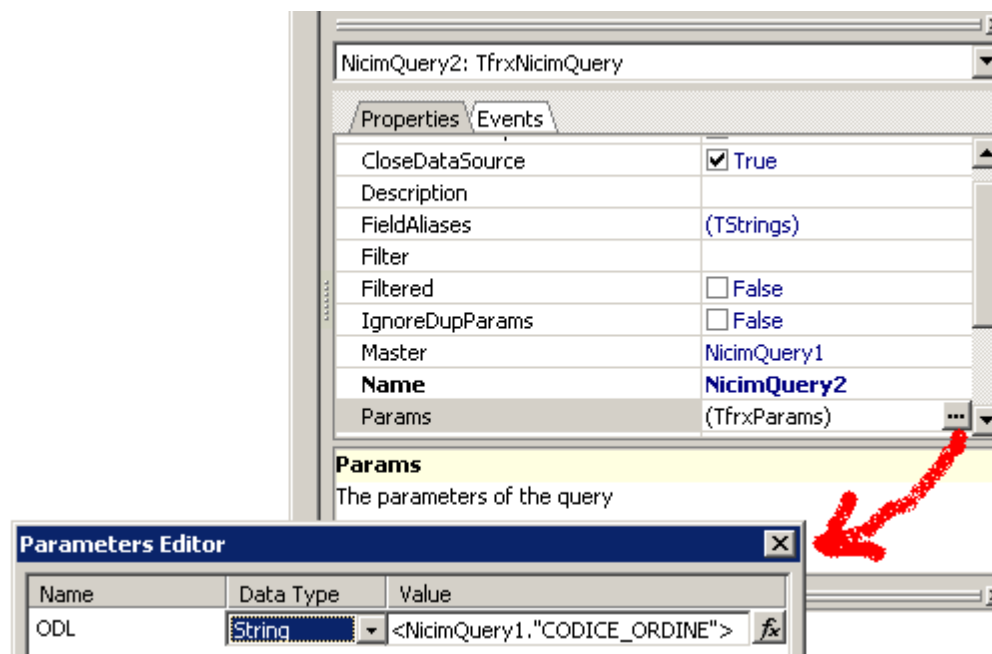 NicimQuery2: TfrxNicimQuery
Properties Events
CloseDataSource True
Description
FieldAliases (TStrings)
Filter
Filtered False
IgnoreDupParams False
Master NicimQuery1
Name NicimQuery2
Params (TfrxParams) ...
Params
The parameters of the query
Parameters Editor
Name Data Type Value
ODL String <NicimQuery1."CODICE_ORDINE"> fx